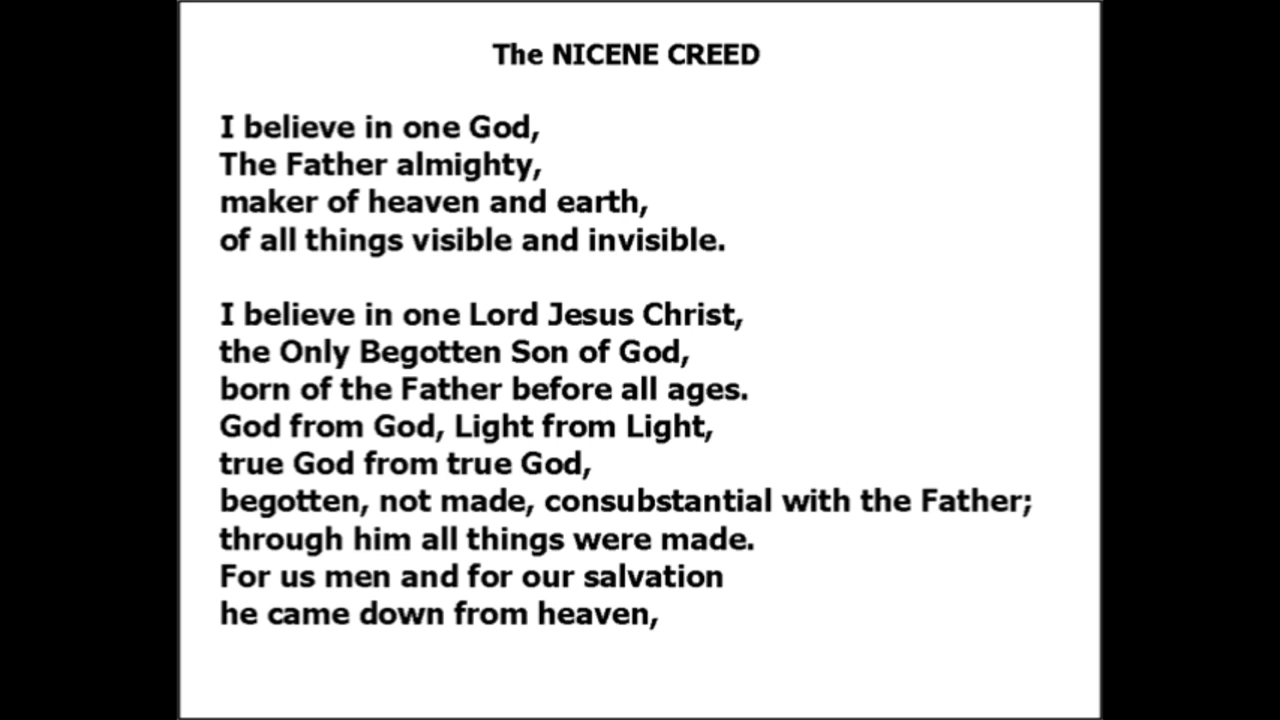 The NICENE CREED
I believe in one God,
The Father almighty,
maker of heaven and earth,
of all things visible and invisible.
I believe in one Lord Jesus Christ,
the Only Begotten Son of God,
born of the Father before all ages.
God from God, Light from Light,
true God from true God,
begotten, not made, consubstantial with the Father;
through him all things were made.
For us men and for our salvation
he came down from heaven,